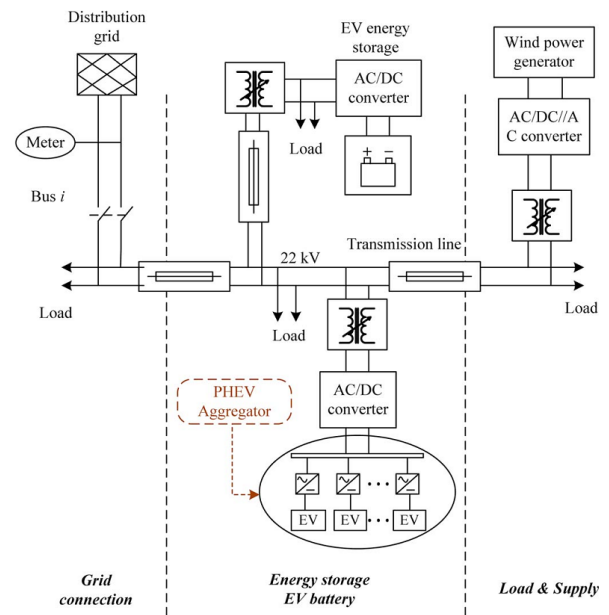 Distribution
grid
Meter
Bus i
Load
EV energy
storage
AC/DC
converter
+ −
Load
22 kV
Transmission line
Load
Wind power
generator
AC/DC//A
C converter
Load
PHEV
Aggregator
AC/DC
converter
EV EV EV
Grid
connection
Energy storage
EV battery
Load & Supply